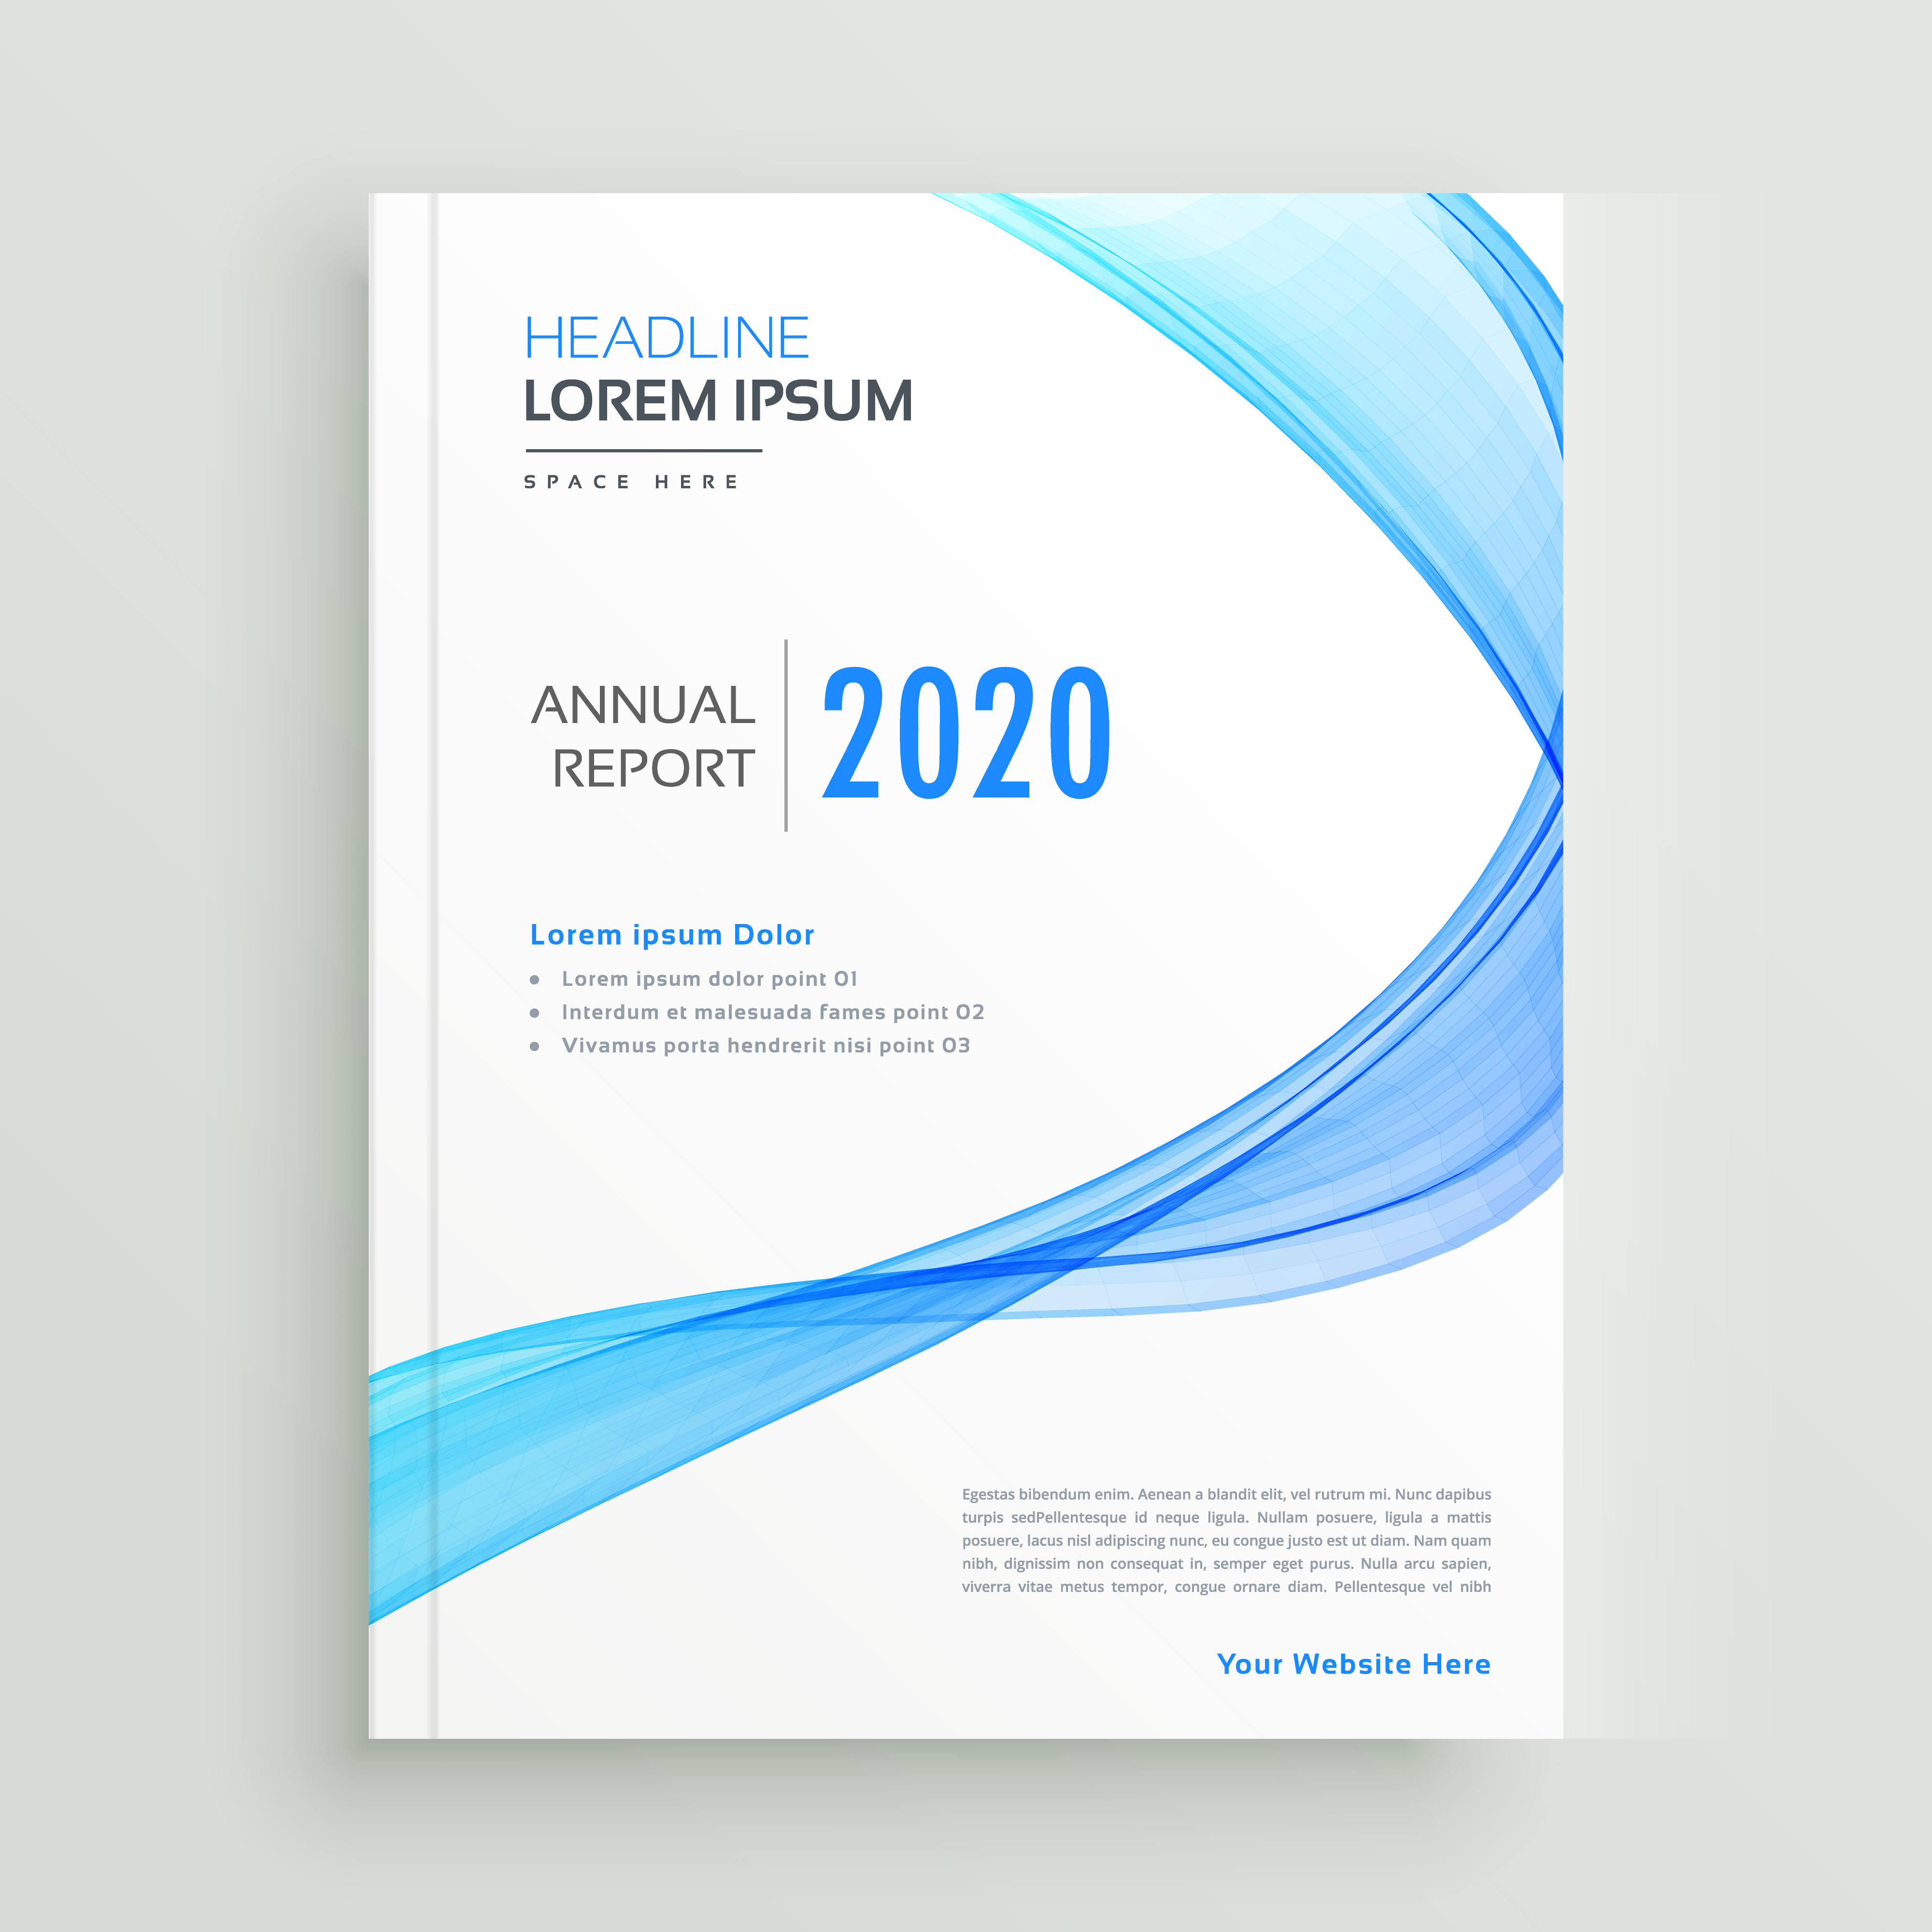 HEADLINE
LOREM IPSUM
SPACE HERE
ANNUAL
REPORT
2020
Lorem ipsum Dolor
• Lorem ipsum dolor point 01
• Interdum et malesuada fames point 02
• Vivamus porta hendrerit nisi point 03
Egestas bibendum enim. Aenean a blandit elit, vel rutrum mi. Nunc dapibus
turpis sedPellentesque id neque ligula. Nullam posuere, ligula a mattis
posuere, lacus nisl adipiscing nunc, eu congue justo est ut diam. Nam quam
nibh, dignissim non consequat in, semper eget purus. Nulla arcu sapien,
viverra vitae metus tempor, congue ornare diam. Pellentesque vel nibh
Your Website Here